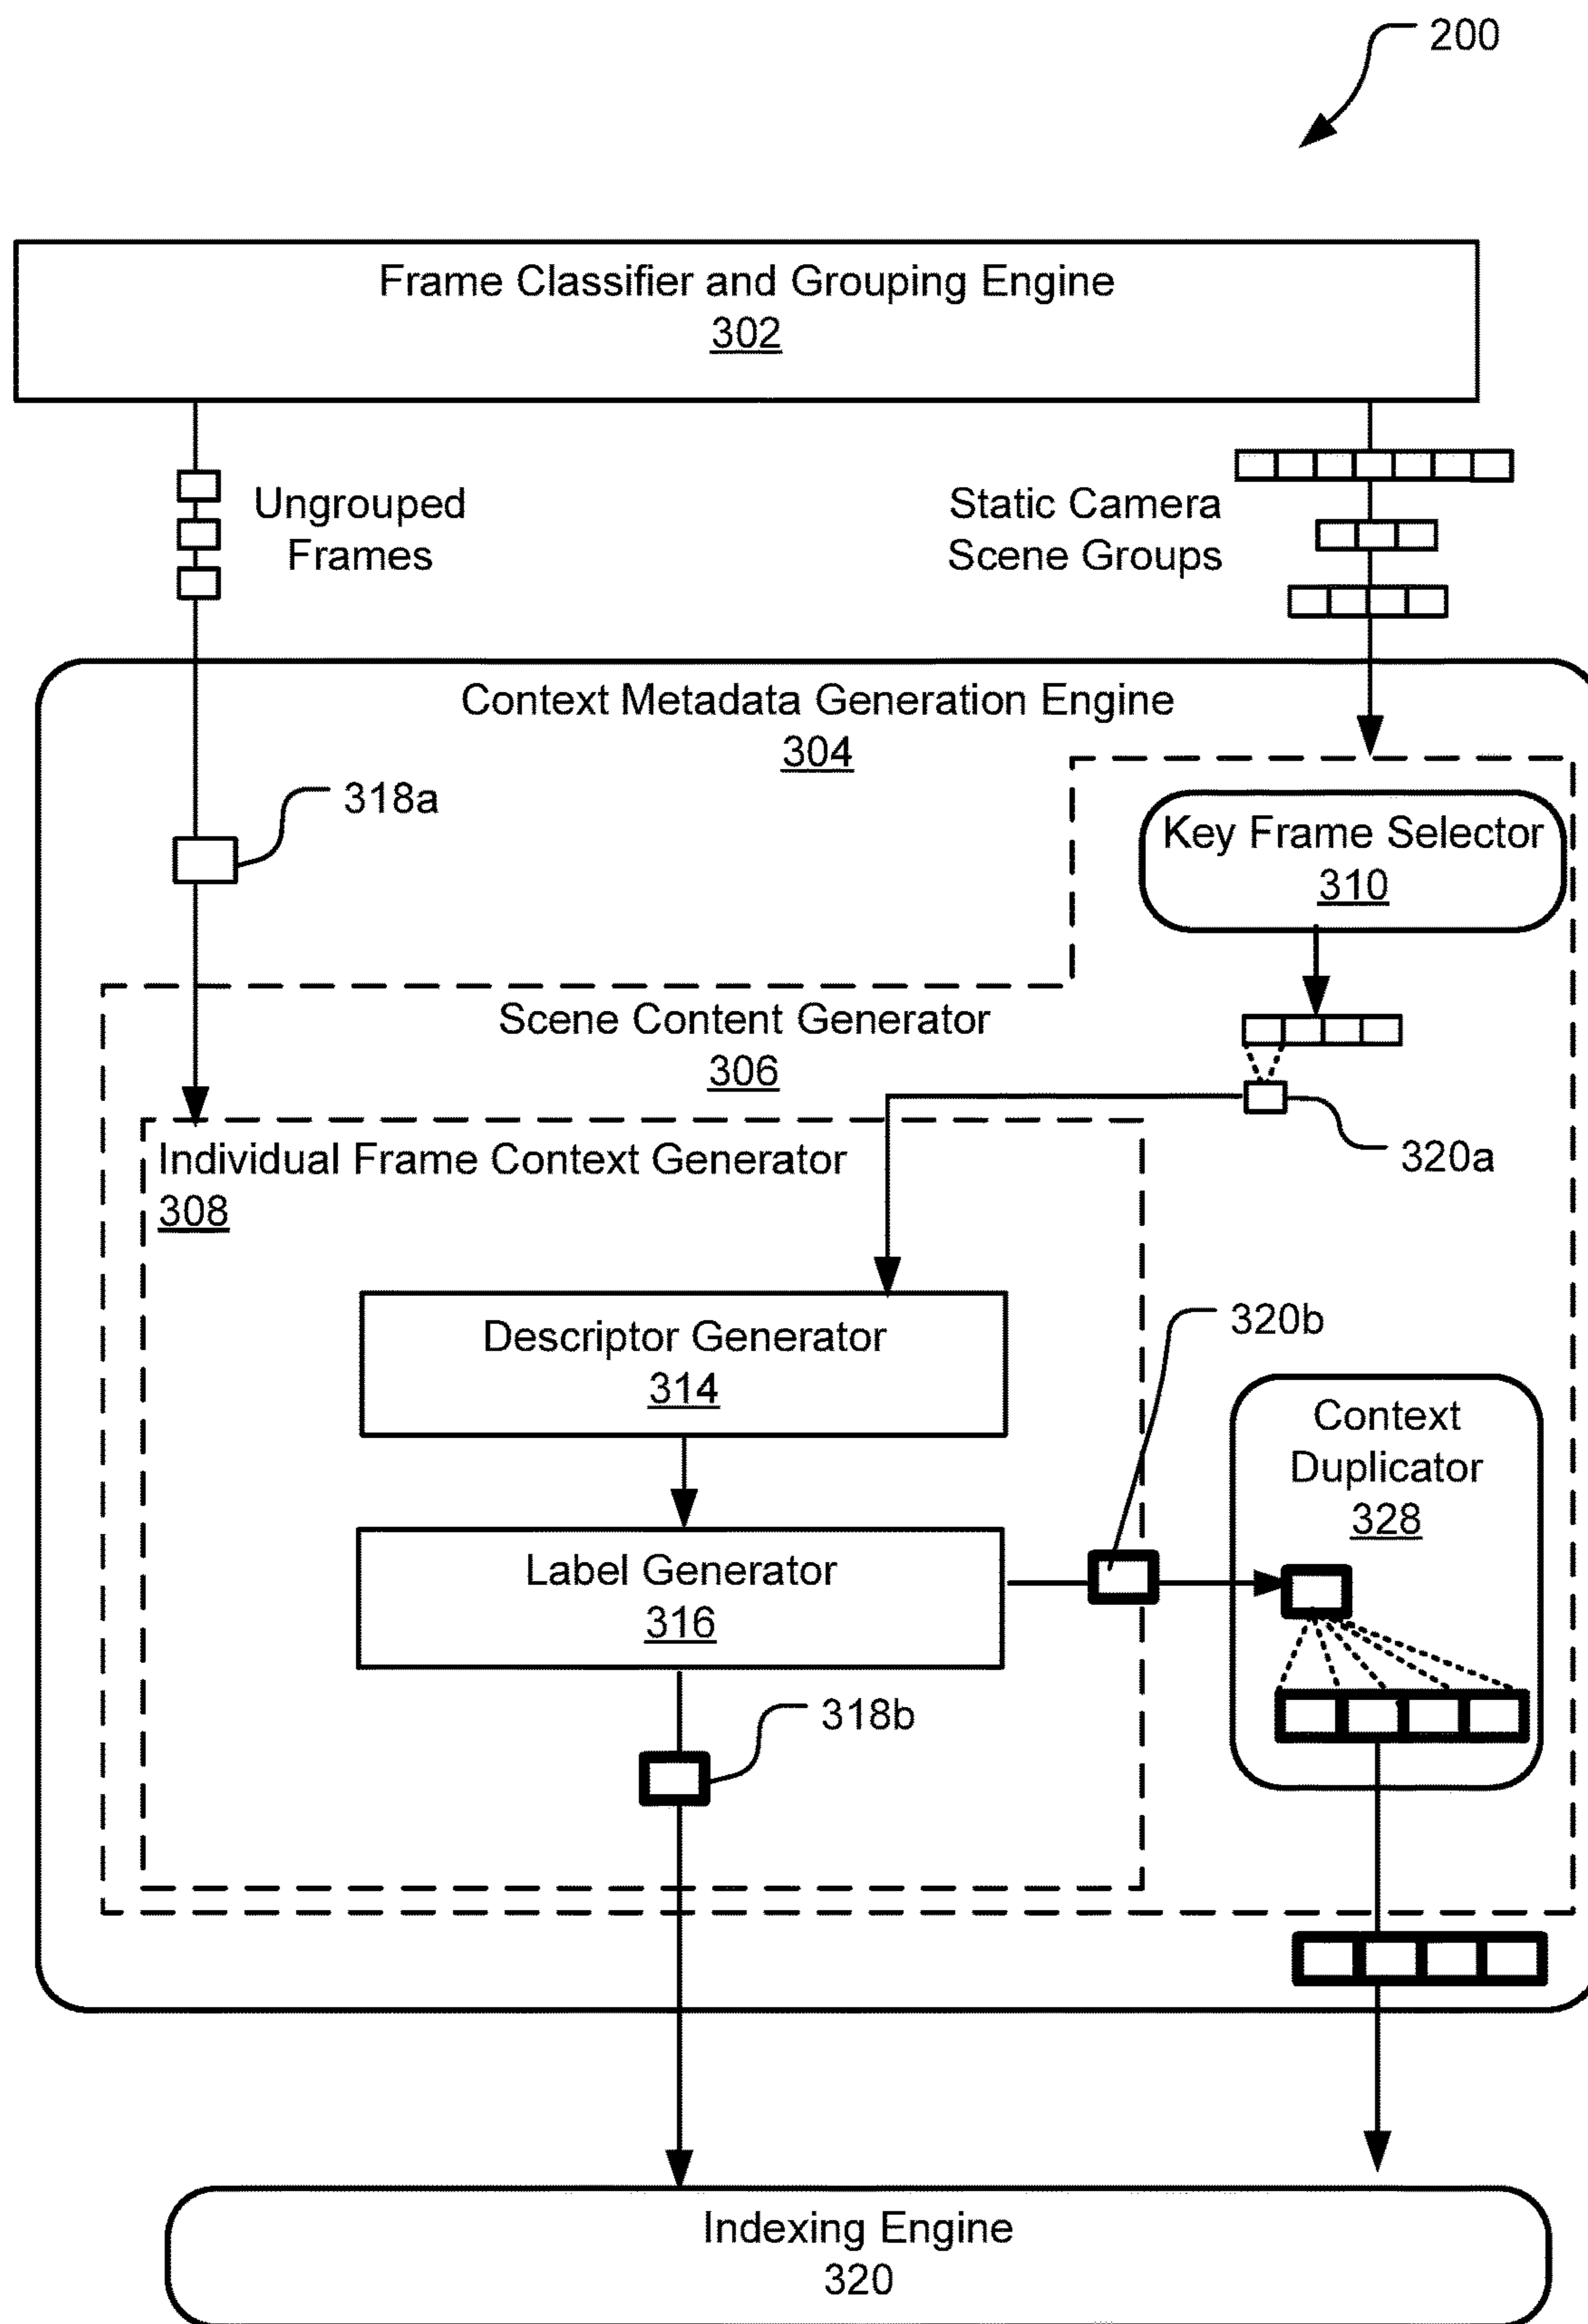 200
Frame Classifier and Grouping Engine
302
Ungrouped
Frames
Static Camera
Scene Groups
Context Metadata Generation Engine
304
318a
Key Frame Selector
310
Scene Content Generator
306
320a
Individual Frame Context Generator
308
Descriptor Generator
314
320b
Context
Duplicator
328
Label Generator
316
318b
Indexing Engine
320